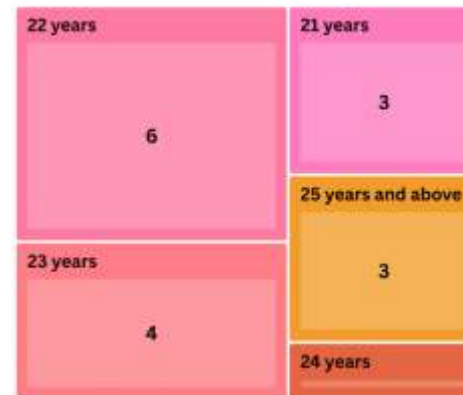 22 years
6
23 years
4
21 years
3
25 years and above
3
24 years